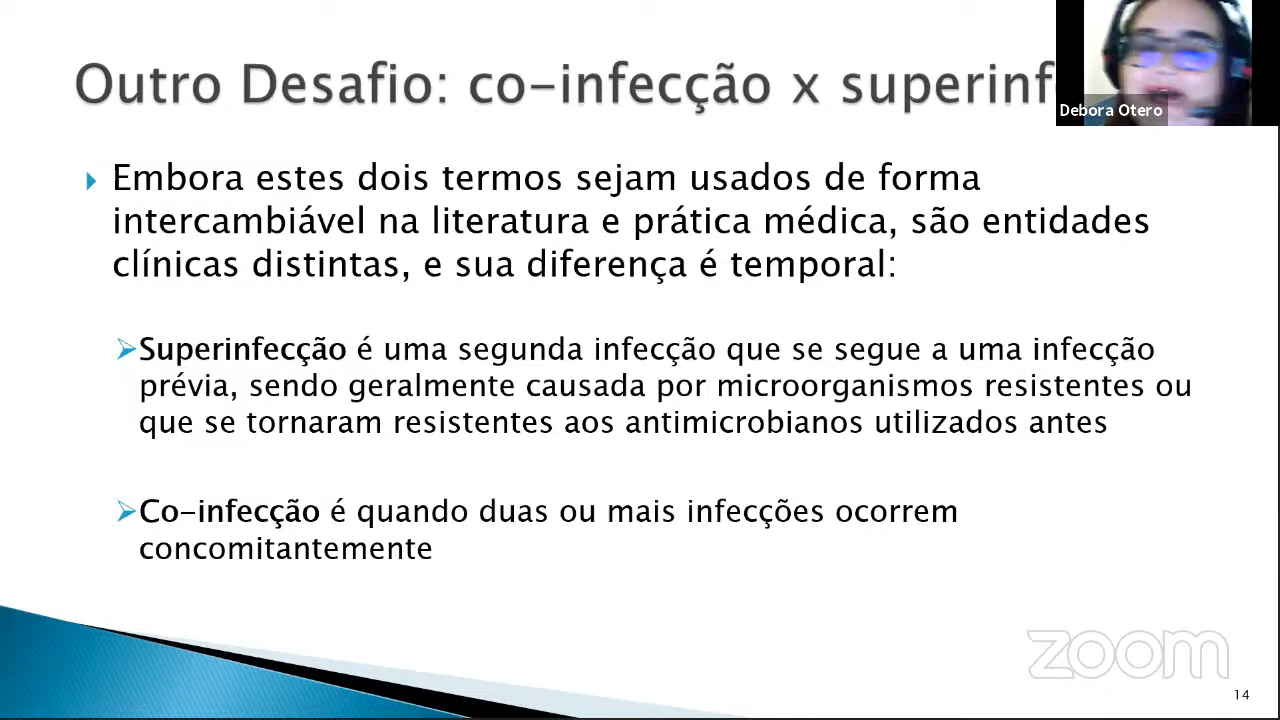 Outro Desafio: co-infecção x superinf
Debora Otero
Embora estes dois termos sejam usados de forma
intercambiável na literatura e prática médica, são entidades
clínicas distintas, e sua diferença é temporal:
Superinfecção é uma segunda infecção que se segue a uma infecção
prévia, sendo geralmente causada por microorganismos resistentes ou
que se tornaram resistentes aos antimicrobianos utilizados antes
Co-infecção é quando duas ou mais infecções ocorrem
concomitantemente
zoom
14